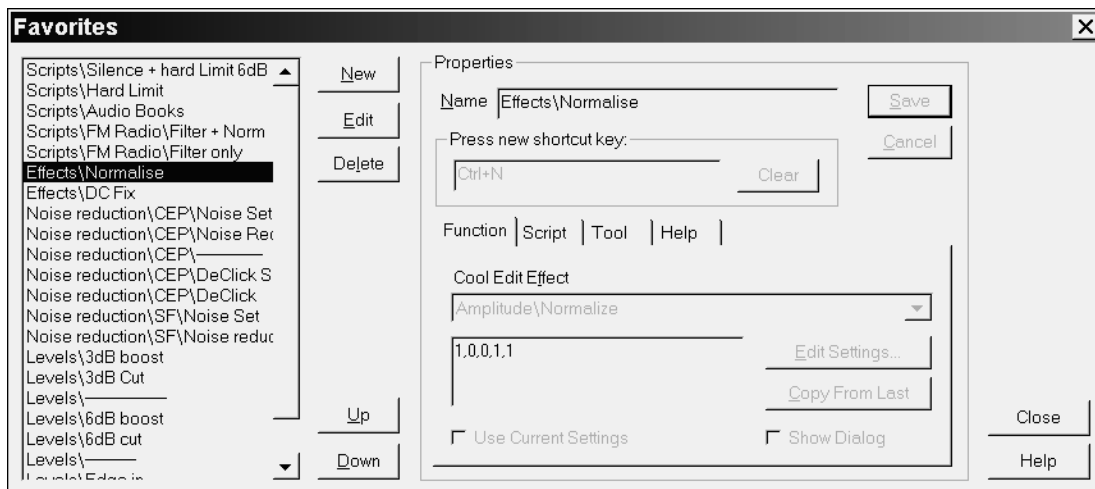 Favorites
Scripts\Silence + hard Limit 6dB
Scripts\Hard Limit
Scripts\Audio Books
Scripts\FM Radio\Filter + Norm
Scripts\FM Radio\Filter only
Effects\Normalise
Effects\DC Fix
Noise reduction\CEP\Noise Set
Noise reduction\CEP\Noise Rec
Noise reduction\CEP\————
Noise reduction\CEP\DeClick S
Noise reduction\CEP\DeClick
Noise reduction\SF\Noise Set
Noise reduction\SF\Noise reduc
Levels\3dB boost
Levels\3dB Cut
Levels\—————
Levels\6dB boost
Levels\6dB cut
Levels\———
Levels\Edge in
New
Edit
Delete
Up
Down
Properties
Name Effects\Normalise
Save
Cancel
Press new shortcut key:
Ctrl+N
Clear
Function Script Tool Help
Cool Edit Effect
Amplitude\Normalize
1,0,0,1,1
Edit Settings...
Copy From Last
Use Current Settings
Show Dialog
Close
Help